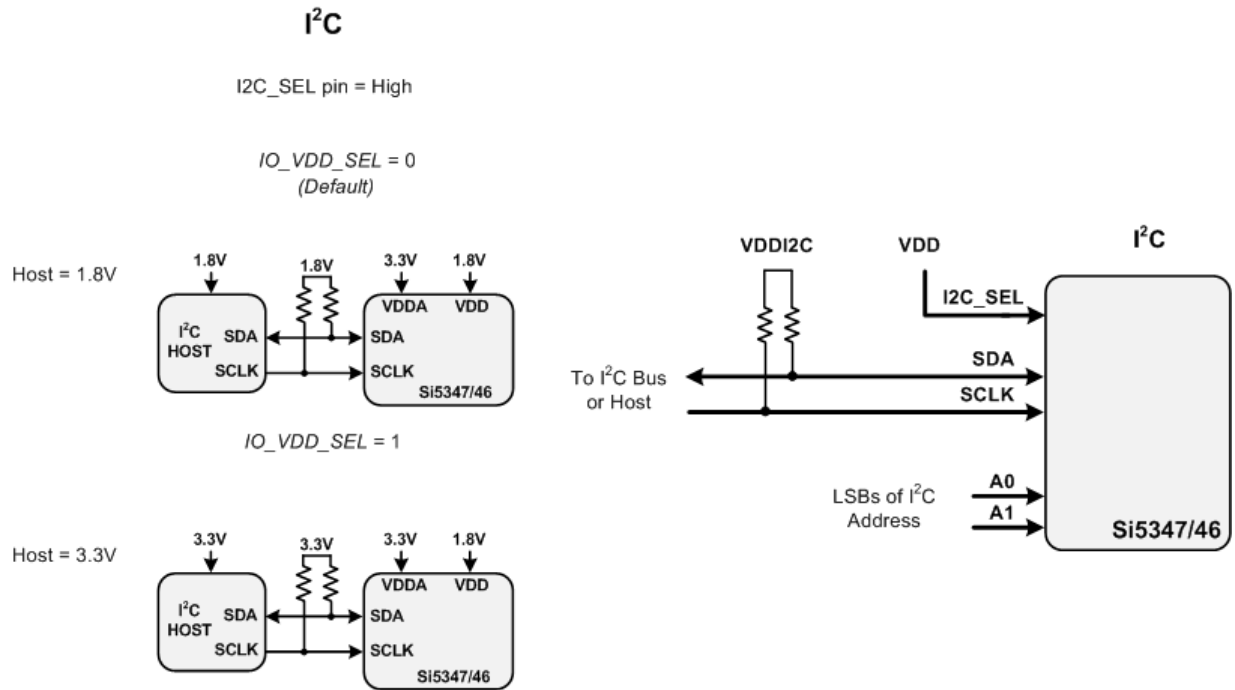 I²C
I2C_SEL pin = High
IO_VDD_SEL = 0
(Default)
Host = 1.8V
1.8V
1.8V
3.3V
1.8V
VDDA
VDD
I²C
HOST
SDA
SCLK
SDA
SCLK
Si5347/46
IO_VDD_SEL = 1
Host = 3.3V
3.3V
3.3V
3.3V
1.8V
VDDA
VDD
I²C
HOST
SDA
SCLK
SDA
SCLK
Si5347/46
VDDI2C
VDD
I²C
I2C_SEL
SDA
SCLK
To I²C Bus
or Host
LSBs of I²C
Address
A0
A1
Si5347/46